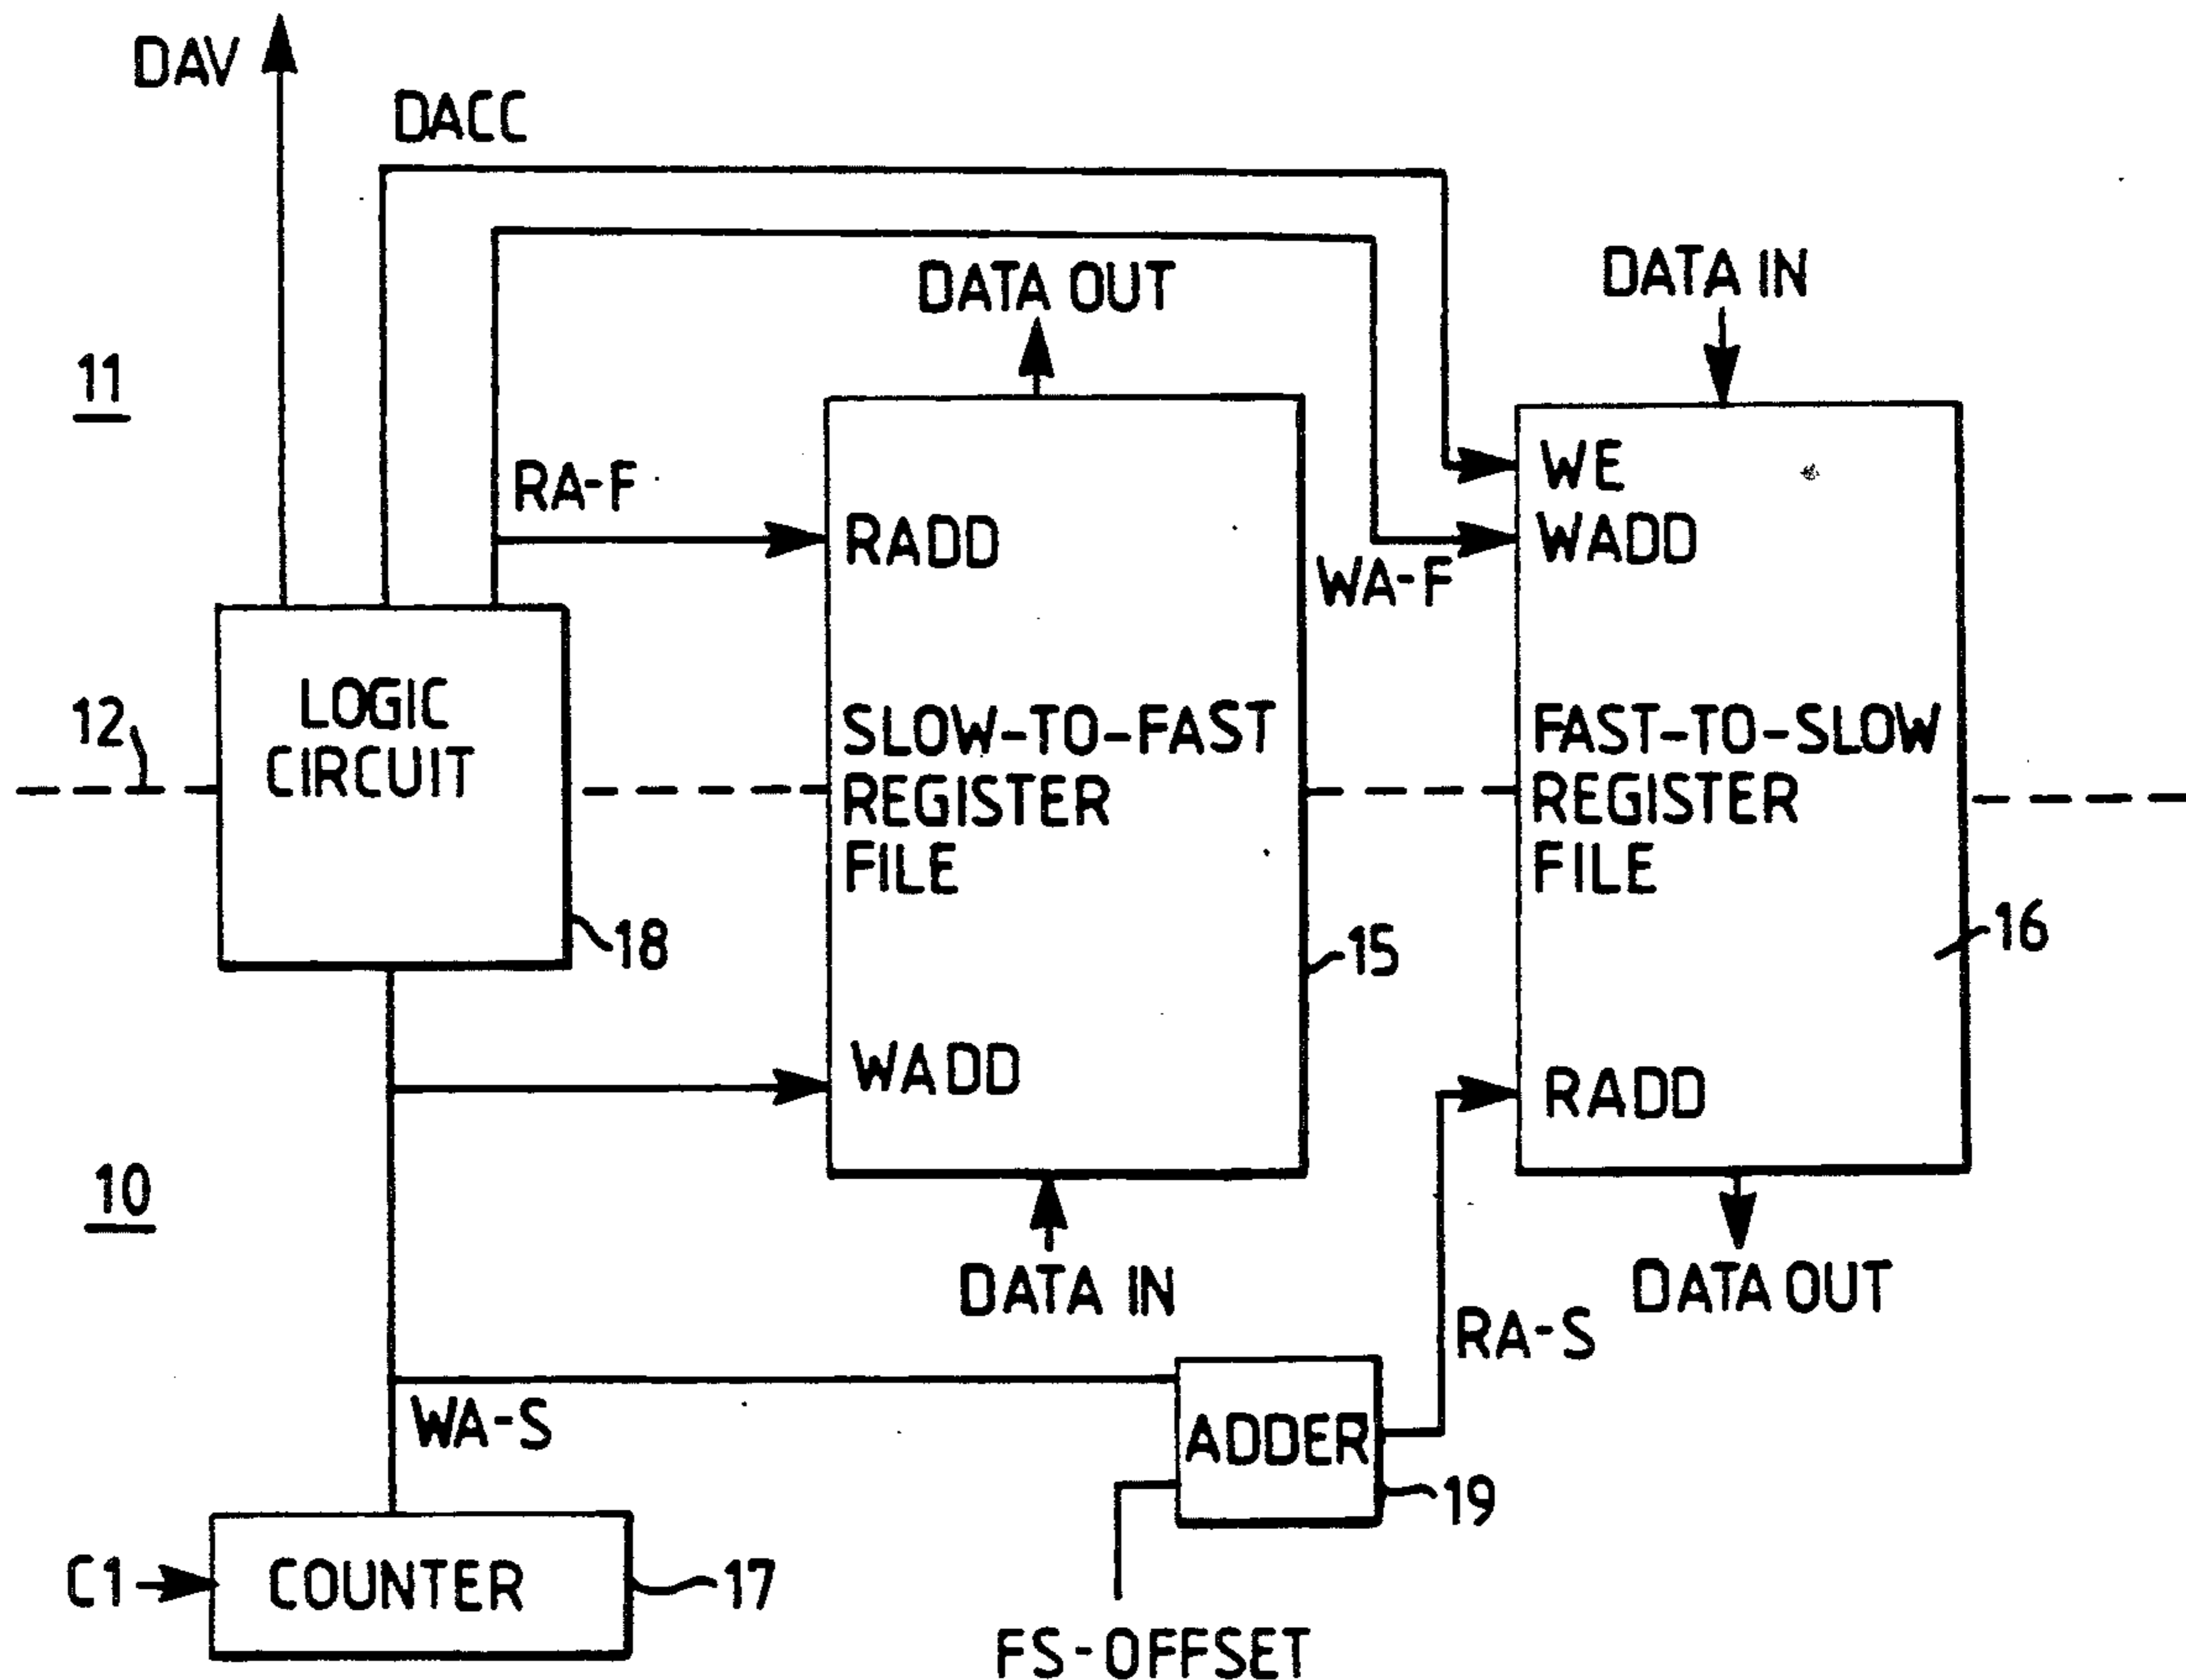 DAV
DACC
DATA OUT
DATA IN
11
RA-F
WE
RADD
WADD
WA-F
12
LOGIC
CIRCUIT
SLOW-TO-FAST
REGISTER
FILE
FAST-TO-SLOW
REGISTER
FILE
18
15
16
WADD
RADD
10
DATA IN
DATA OUT
RA-S
WA-S
ADDER
19
C1
COUNTER
17
FS-OFFSET